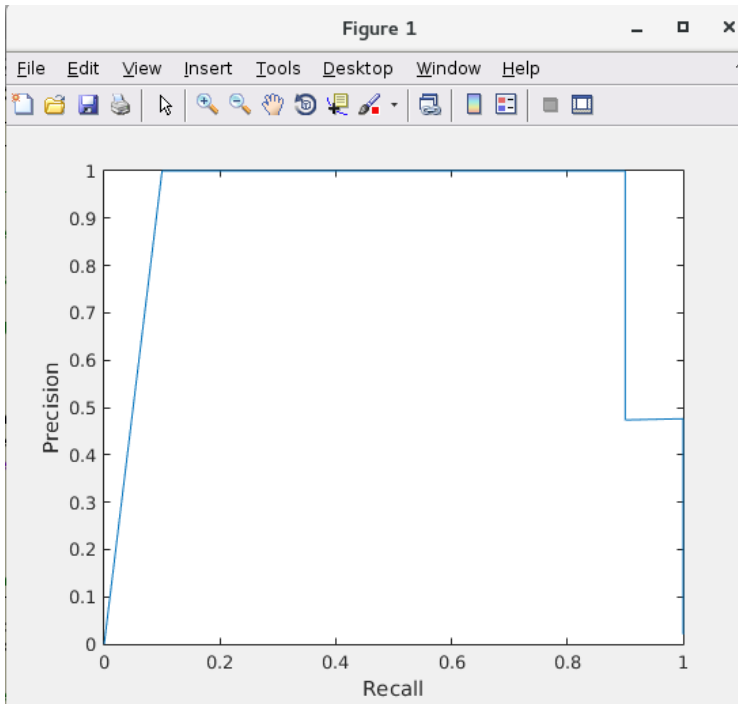 Figure 1
File Edit View Insert Tools Desktop Window Help
1
0.9
0.8
0.7
0.6
0.5
0.4
0.3
0.2
0.1
0
Precision
0 0.2 0.4 0.6 0.8 1
Recall